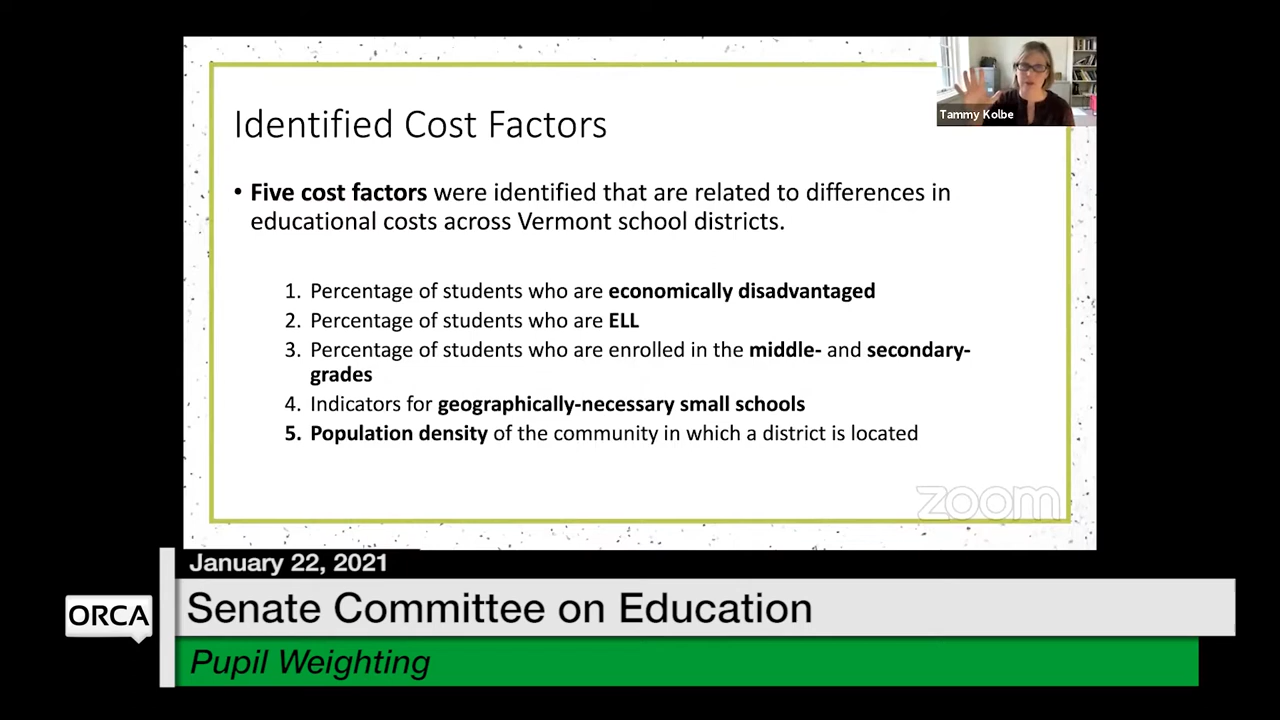 Tammy Kolbe
Identified Cost Factors
• Five cost factors were identified that are related to differences in
educational costs across Vermont school districts.
1. Percentage of students who are economically disadvantaged
2. Percentage of students who are ELL
3. Percentage of students who are enrolled in the middle- and secondary-
grades
4. Indicators for geographically-necessary small schools
5. Population density of the community in which a district is located
zoom
January 22, 2021
ORCA
Senate Committee on Education
Pupil Weighting